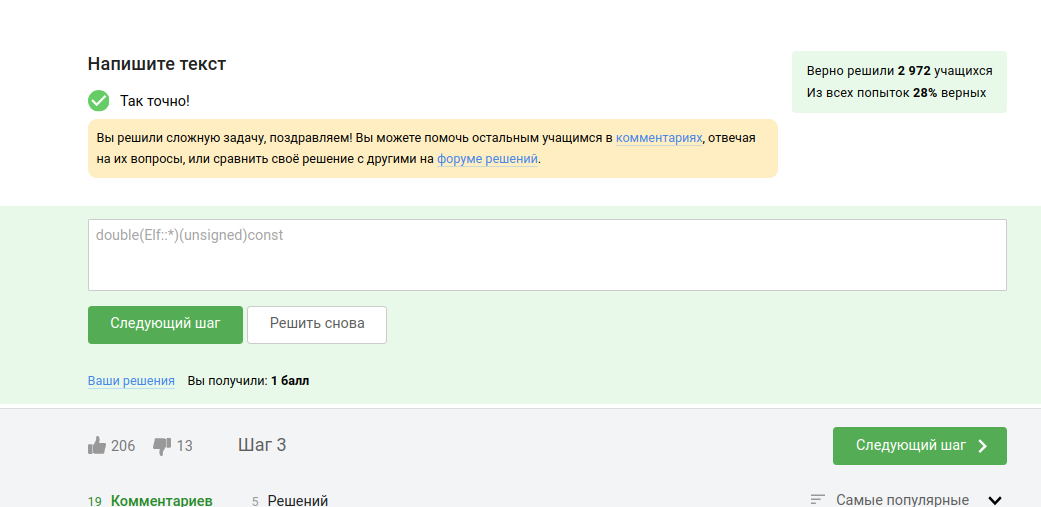 Напишите текст
Так точно!
Верно решили 2 972 учащихся
Из всех попыток 28% верных
Вы решили сложную задачу, поздравляем! Вы можете помочь остальным учащимся в комментариях, отвечая
на их вопросы, или сравнить своё решение с другими на форуме решений.
double(Elf::*)(unsigned)const
Следующий шаг
Решить снова
Ваши решения Вы получили: 1 балл
206 13 Шаг 3
Следующий шаг
19 Комментариев 5 Решений
Самые популярные